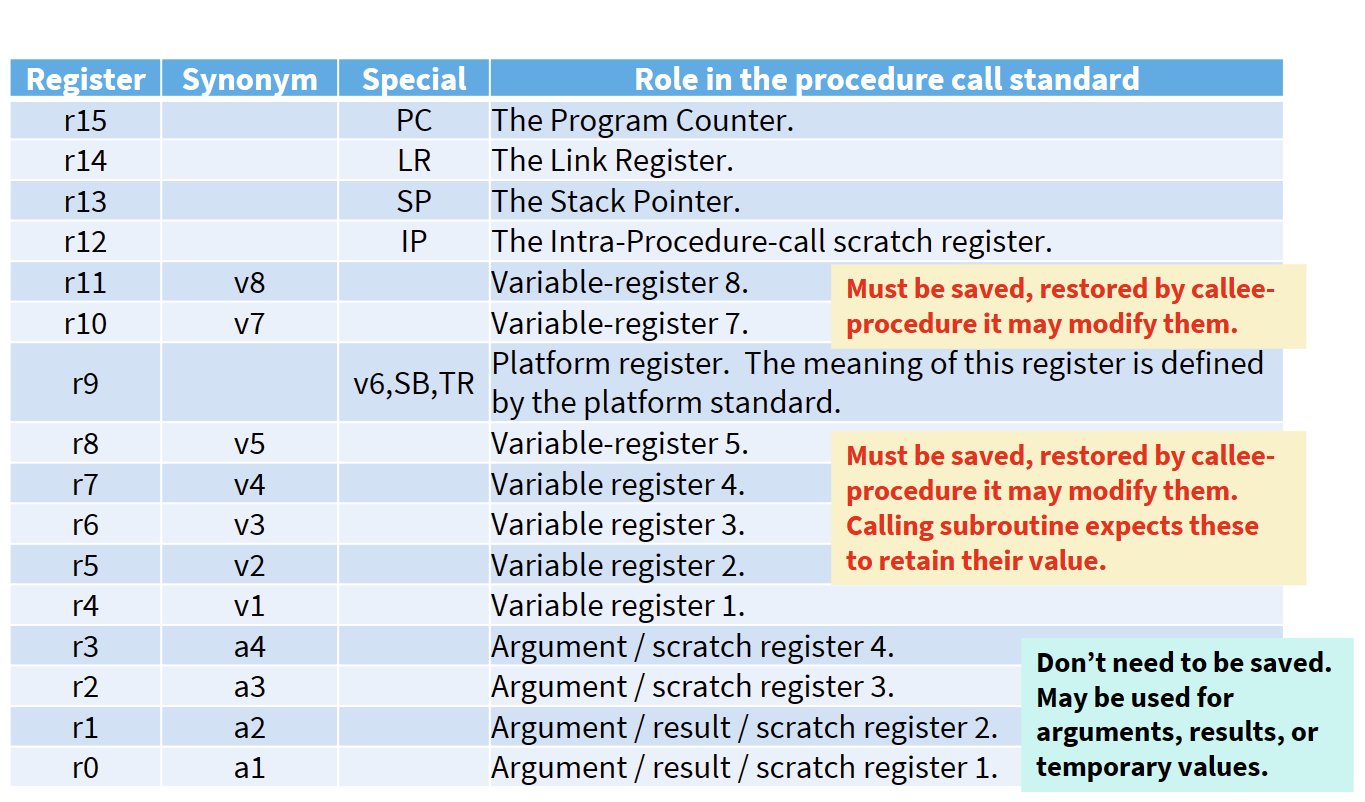 Register Synonym Special Role in the procedure call standard
r15 PC The Program Counter.
r14 LR The Link Register.
r13 SP The Stack Pointer.
r12 IP The Intra-Procedure-call scratch register.
r11 v8 Variable-register 8.
r10 v7 Variable-register 7.
Must be saved, restored by callee-
procedure it may modify them.
r9 v6,SB,TR Platform register. The meaning of this register is defined
by the platform standard.
r8 v5 Variable-register 5.
r7 v4 Variable register 4.
r6 v3 Variable register 3.
r5 v2 Variable register 2.
Must be saved, restored by callee-
procedure it may modify them.
Calling subroutine expects these
to retain their value.
r4 v1 Variable register 1.
r3 a4 Argument / scratch register 4.
r2 a3 Argument / scratch register 3.
r1 a2 Argument / result / scratch register 2.
r0 a1 Argument / result / scratch register 1.
Don’t need to be saved.
May be used for
arguments, results, or
temporary values.